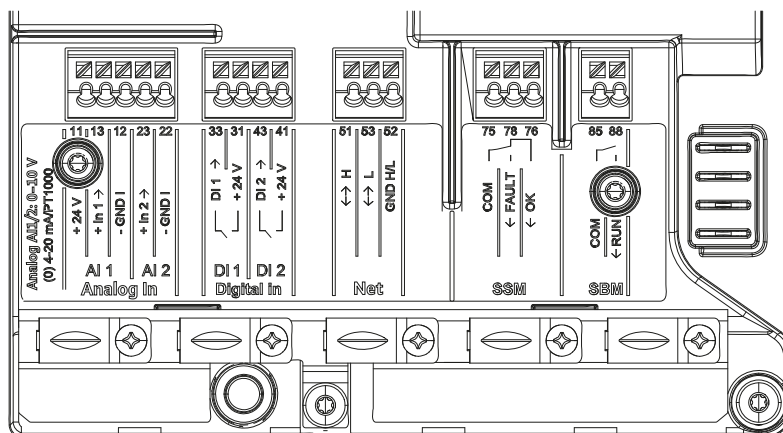 11 13 12 23 22
33 31 43 41
51 53 52
75 78 76
85 88
Analog AI1/2: 0–10 V
(0) 4–20 mA/PT1000
+ 24 V
+ In 1 →
- GND I
+ In 2 →
- GND I
DI 1 →
+ 24 V
DI 2 →
+ 24 V
↔ H
↔ L
GND H/L
COM
← FAULT
← OK
COM
← RUN
AI 1 AI 2
DI 1 DI 2
Analog In
Digital in
Net
SSM
SBM